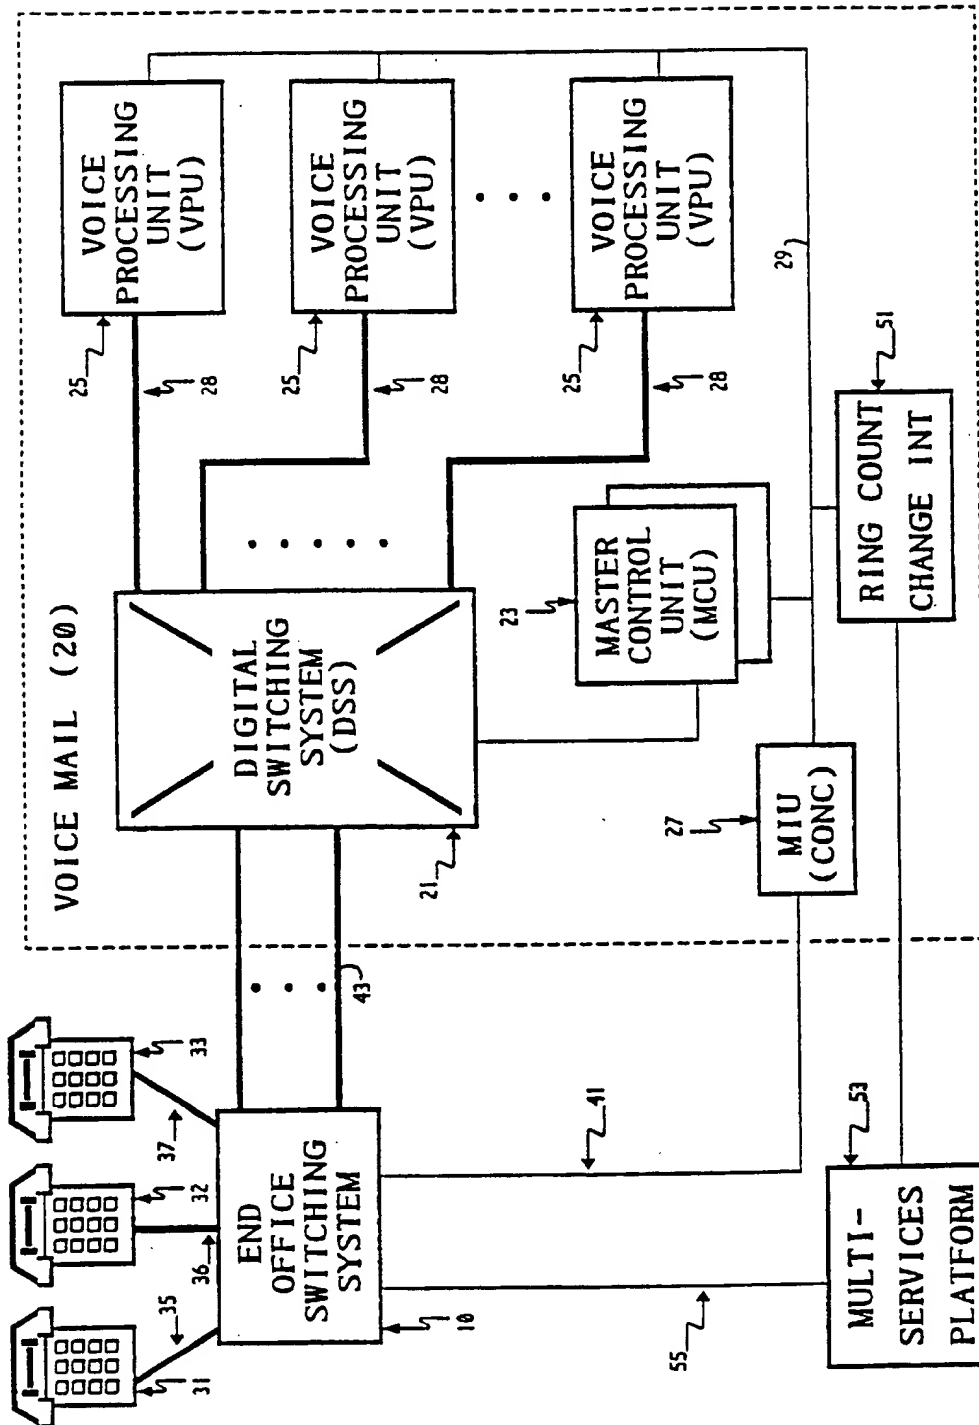 VOICE MAIL (20)
31
35
32
36
33
37
END
OFFICE
SWITCHING
SYSTEM
10
43
41
55
DIGITAL
SWITCHING
SYSTEM
(DSS)
21
VOICE
PROCESSING
UNIT
(VPU)
25
28
VOICE
PROCESSING
UNIT
(VPU)
25
28
VOICE
PROCESSING
UNIT
(VPU)
25
28
MASTER
CONTROL
UNIT
(MCU)
23
MIU
(CONC)
27
29
RING COUNT
CHANGE INT
51
MULTI-
SERVICES
PLATFORM
53